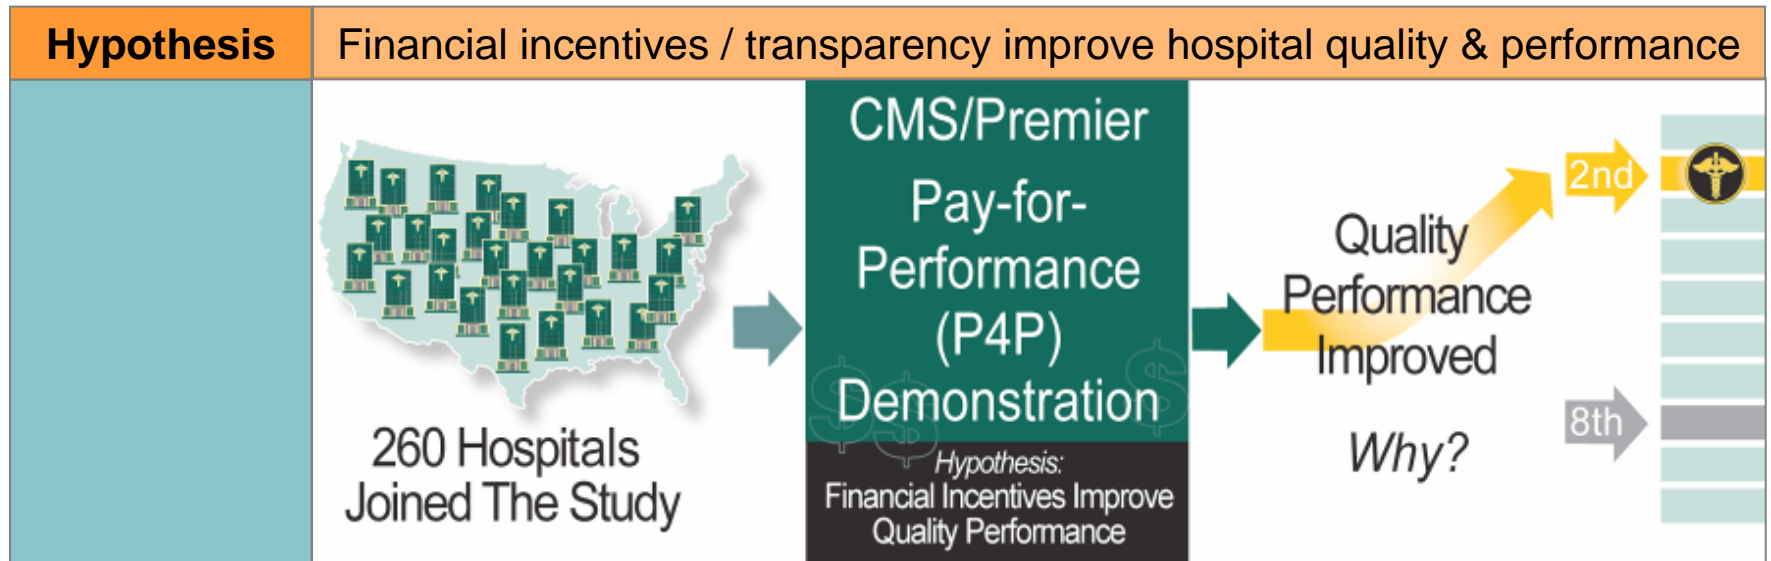 Hypothesis
Financial incentives / transparency improve hospital quality & performance
260 Hospitals
Joined The Study
CMS/Premier
Pay-for-
Performance
(P4P)
Demonstration
$ $ $
Hypothesis:
Financial Incentives Improve
Quality Performance
Quality
Performance
Improved
Why?
2nd
8th